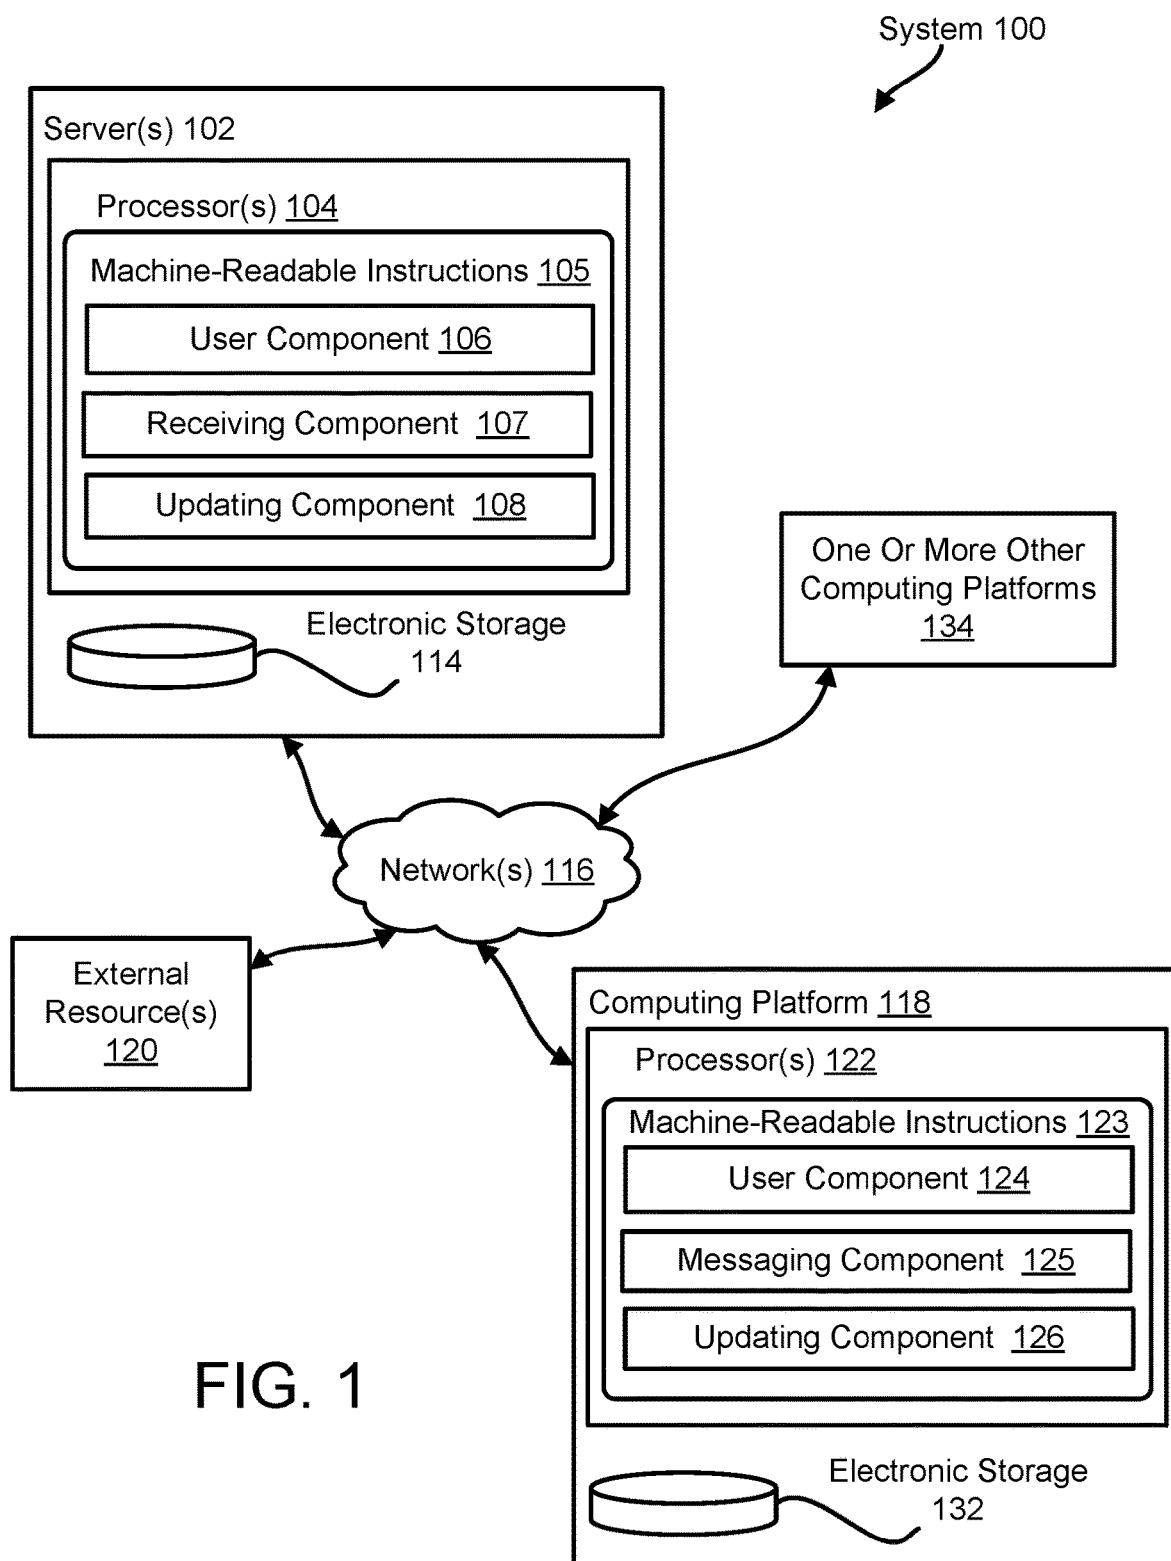 System 100
Server(s) 102
Processor(s) 104
Machine-Readable Instructions 105
User Component 106
Receiving Component 107
Updating Component 108
Electronic Storage
114
One Or More Other
Computing Platforms
134
Network(s) 116
External
Resource(s)
120
Computing Platform 118
Processor(s) 122
Machine-Readable Instructions 123
User Component 124
Messaging Component 125
Updating Component 126
Electronic Storage
132
FIG. 1